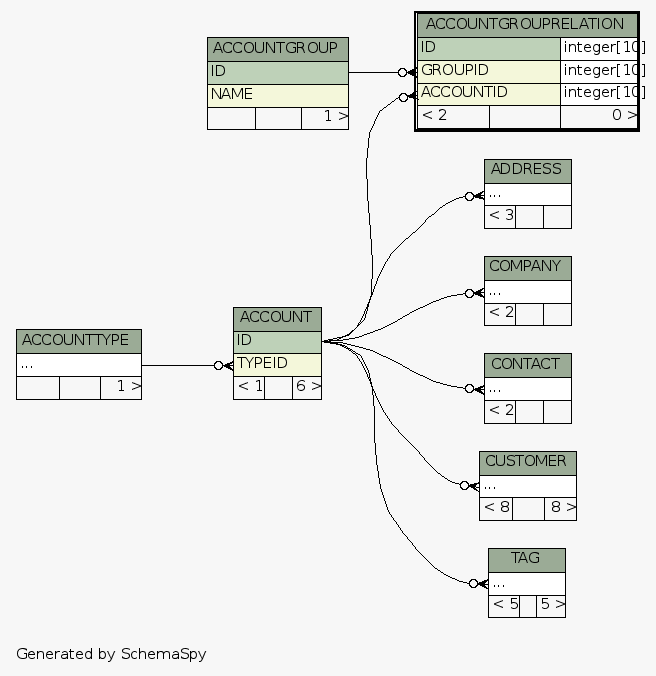 ACCOUNTGROUPRELATION
ID integer[10]
GROUPID integer[10]
ACCOUNTID integer[10]
< 2 0 >
ACCOUNTGROUP
ID
NAME
1 >
ADDRESS
...
< 3
COMPANY
...
< 2
ACCOUNT
ID
TYPEID
< 1 6 >
ACCOUNTTYPE
...
1 >
CONTACT
...
< 2
CUSTOMER
...
< 8 8 >
TAG
...
< 5 5 >
Generated by SchemaSpy